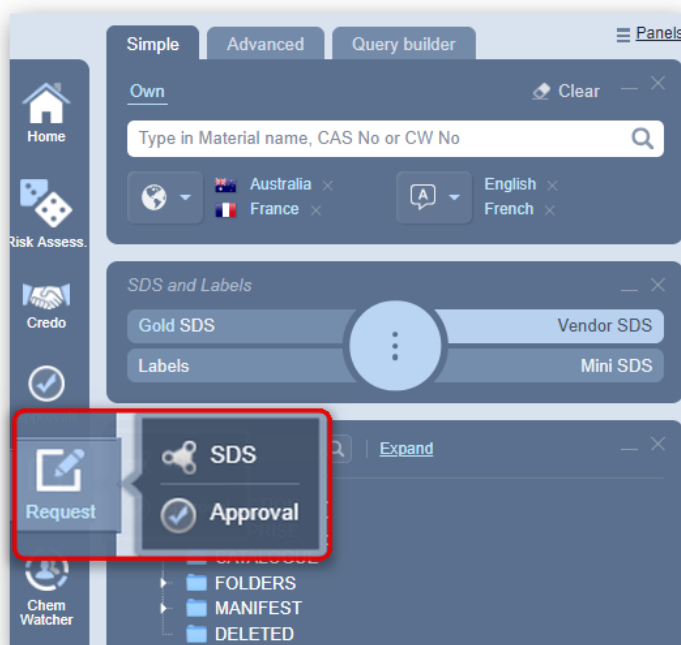 Simple
Advanced
Query builder
Panels
Own
Clear
Home
Type in Material name, CAS No or CW No
Australia
English
France
French
Risk Assess.
SDS and Labels
Credo
Gold SDS
Vendor SDS
Labels
Mini SDS
SDS
Expand
Request
Approval
CATALOGUE
Chem
Watcher
FOLDERS
MANIFEST
DELETED